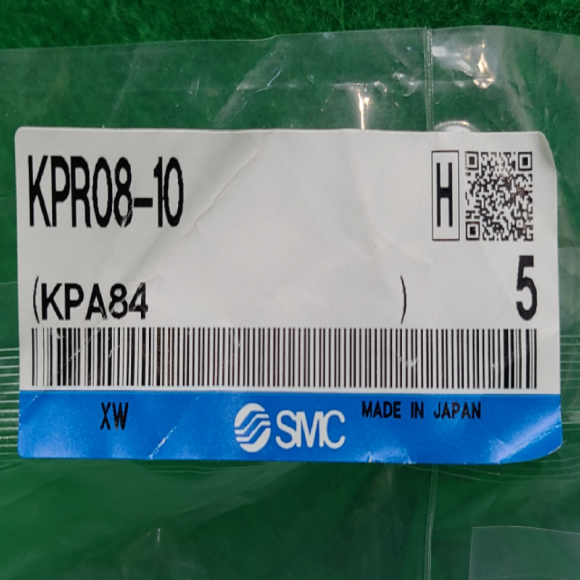 KPR08-10
H
(KPA84 )
5
XW
SMC
MADE IN JAPAN